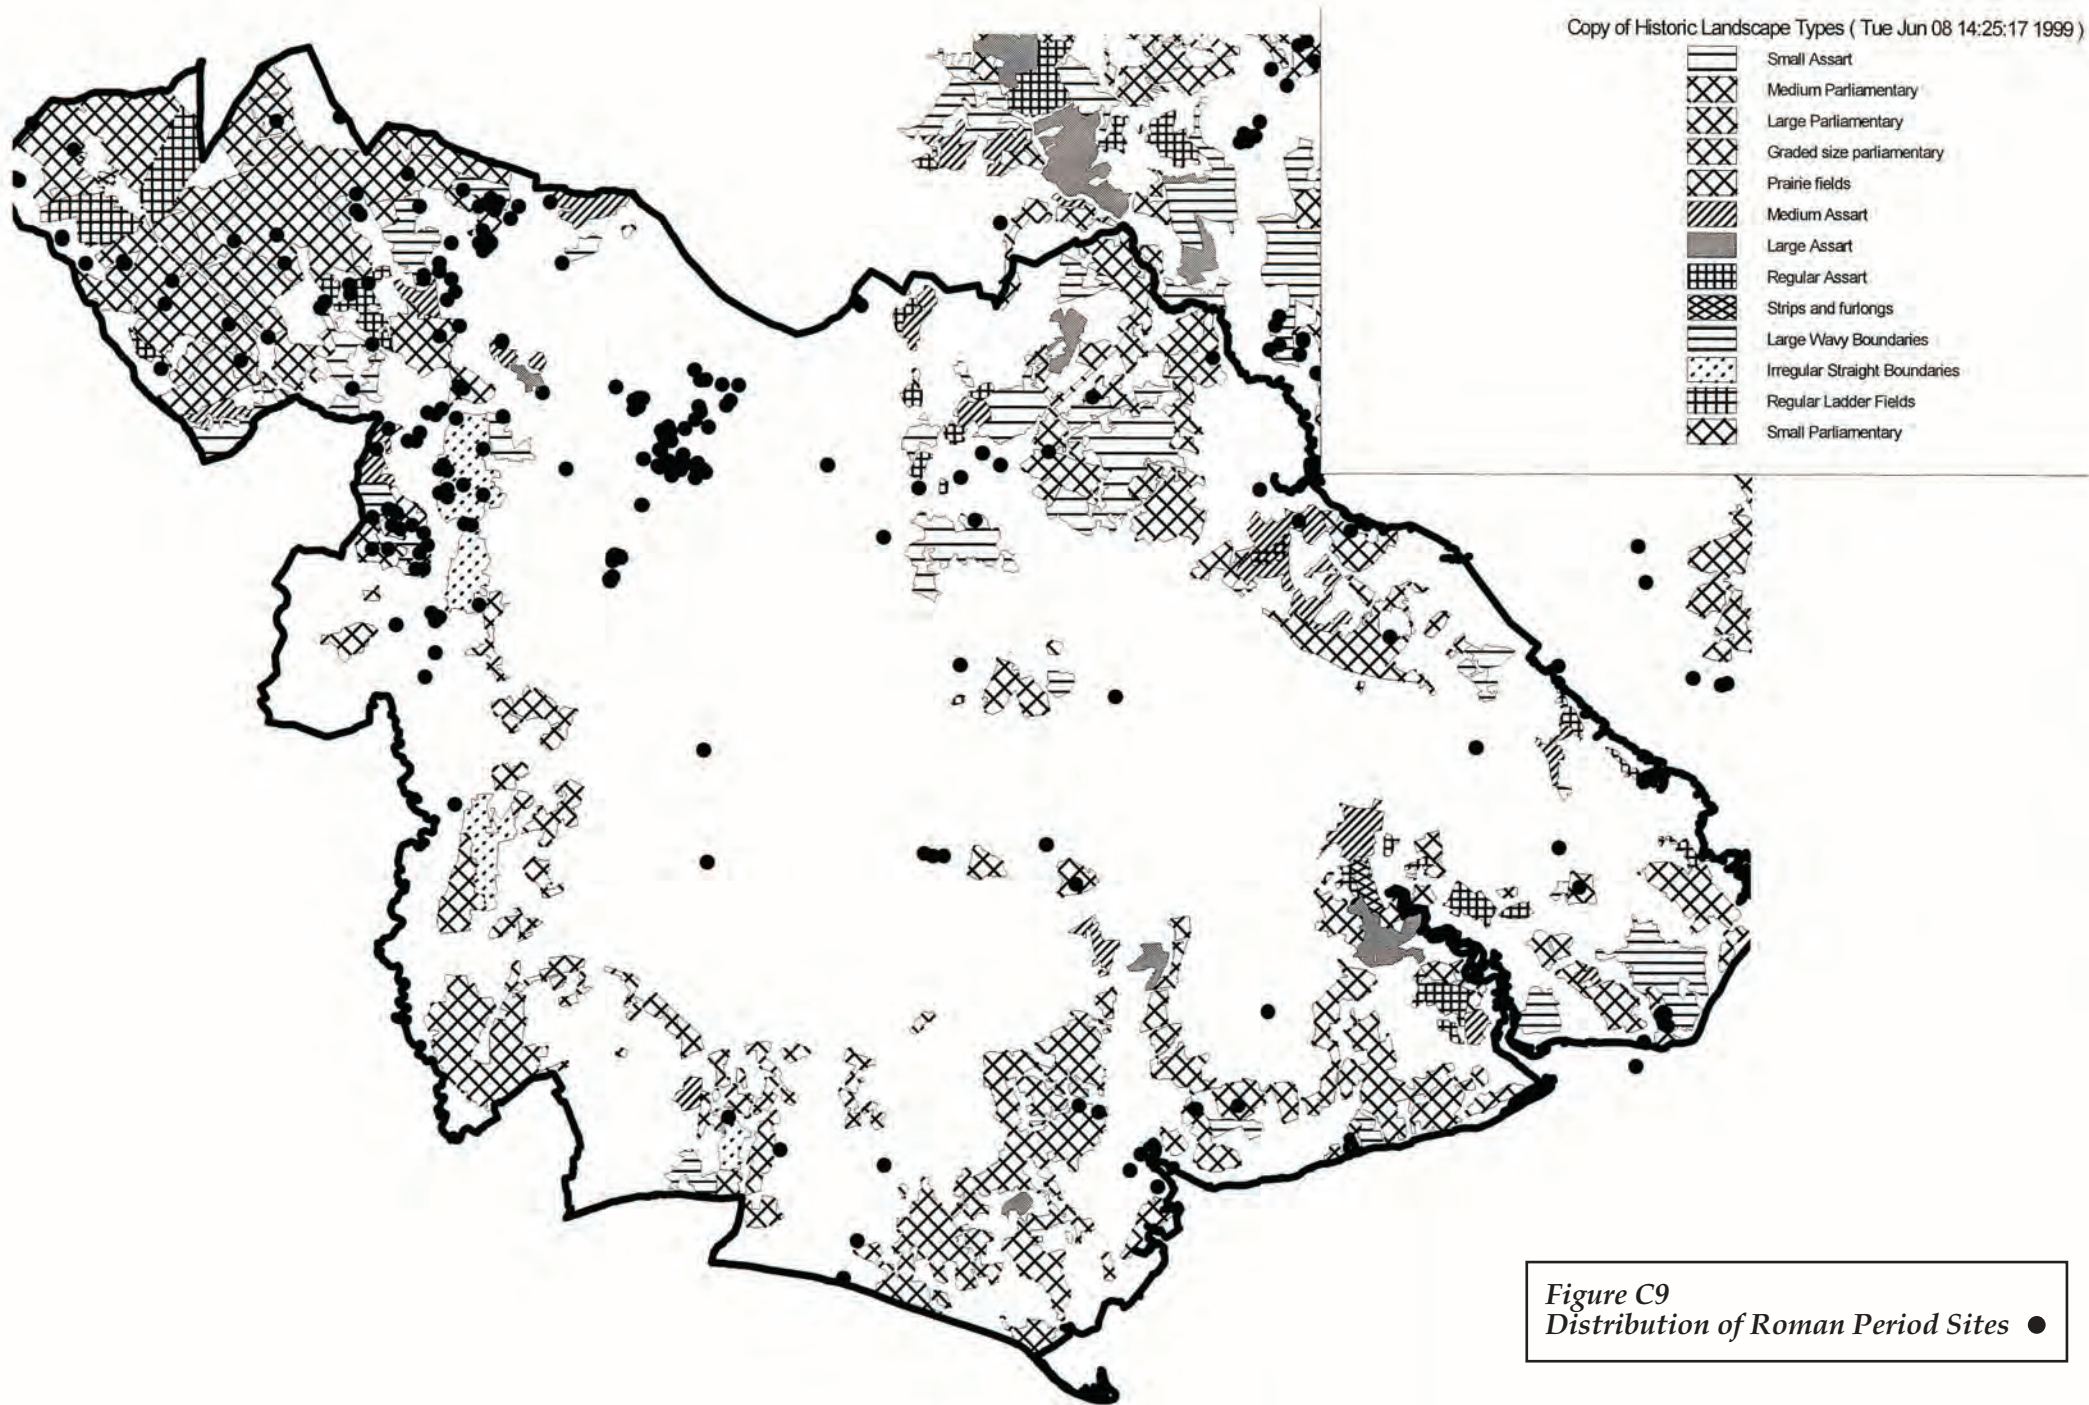 Copy of Historic Landscape Types ( Tue Jun 08 14:25:17 1999 )
Small Assart
Medium Parliamentary
Large Parliamentary
Graded size parliamentary
Prairie fields
Medium Assart
Large Assart
Regular Assart
Strips and furlongs
Large Wavy Boundaries
Irregular Straight Boundaries
Regular Ladder Fields
Small Parliamentary
Figure C9
Distribution of Roman Period Sites